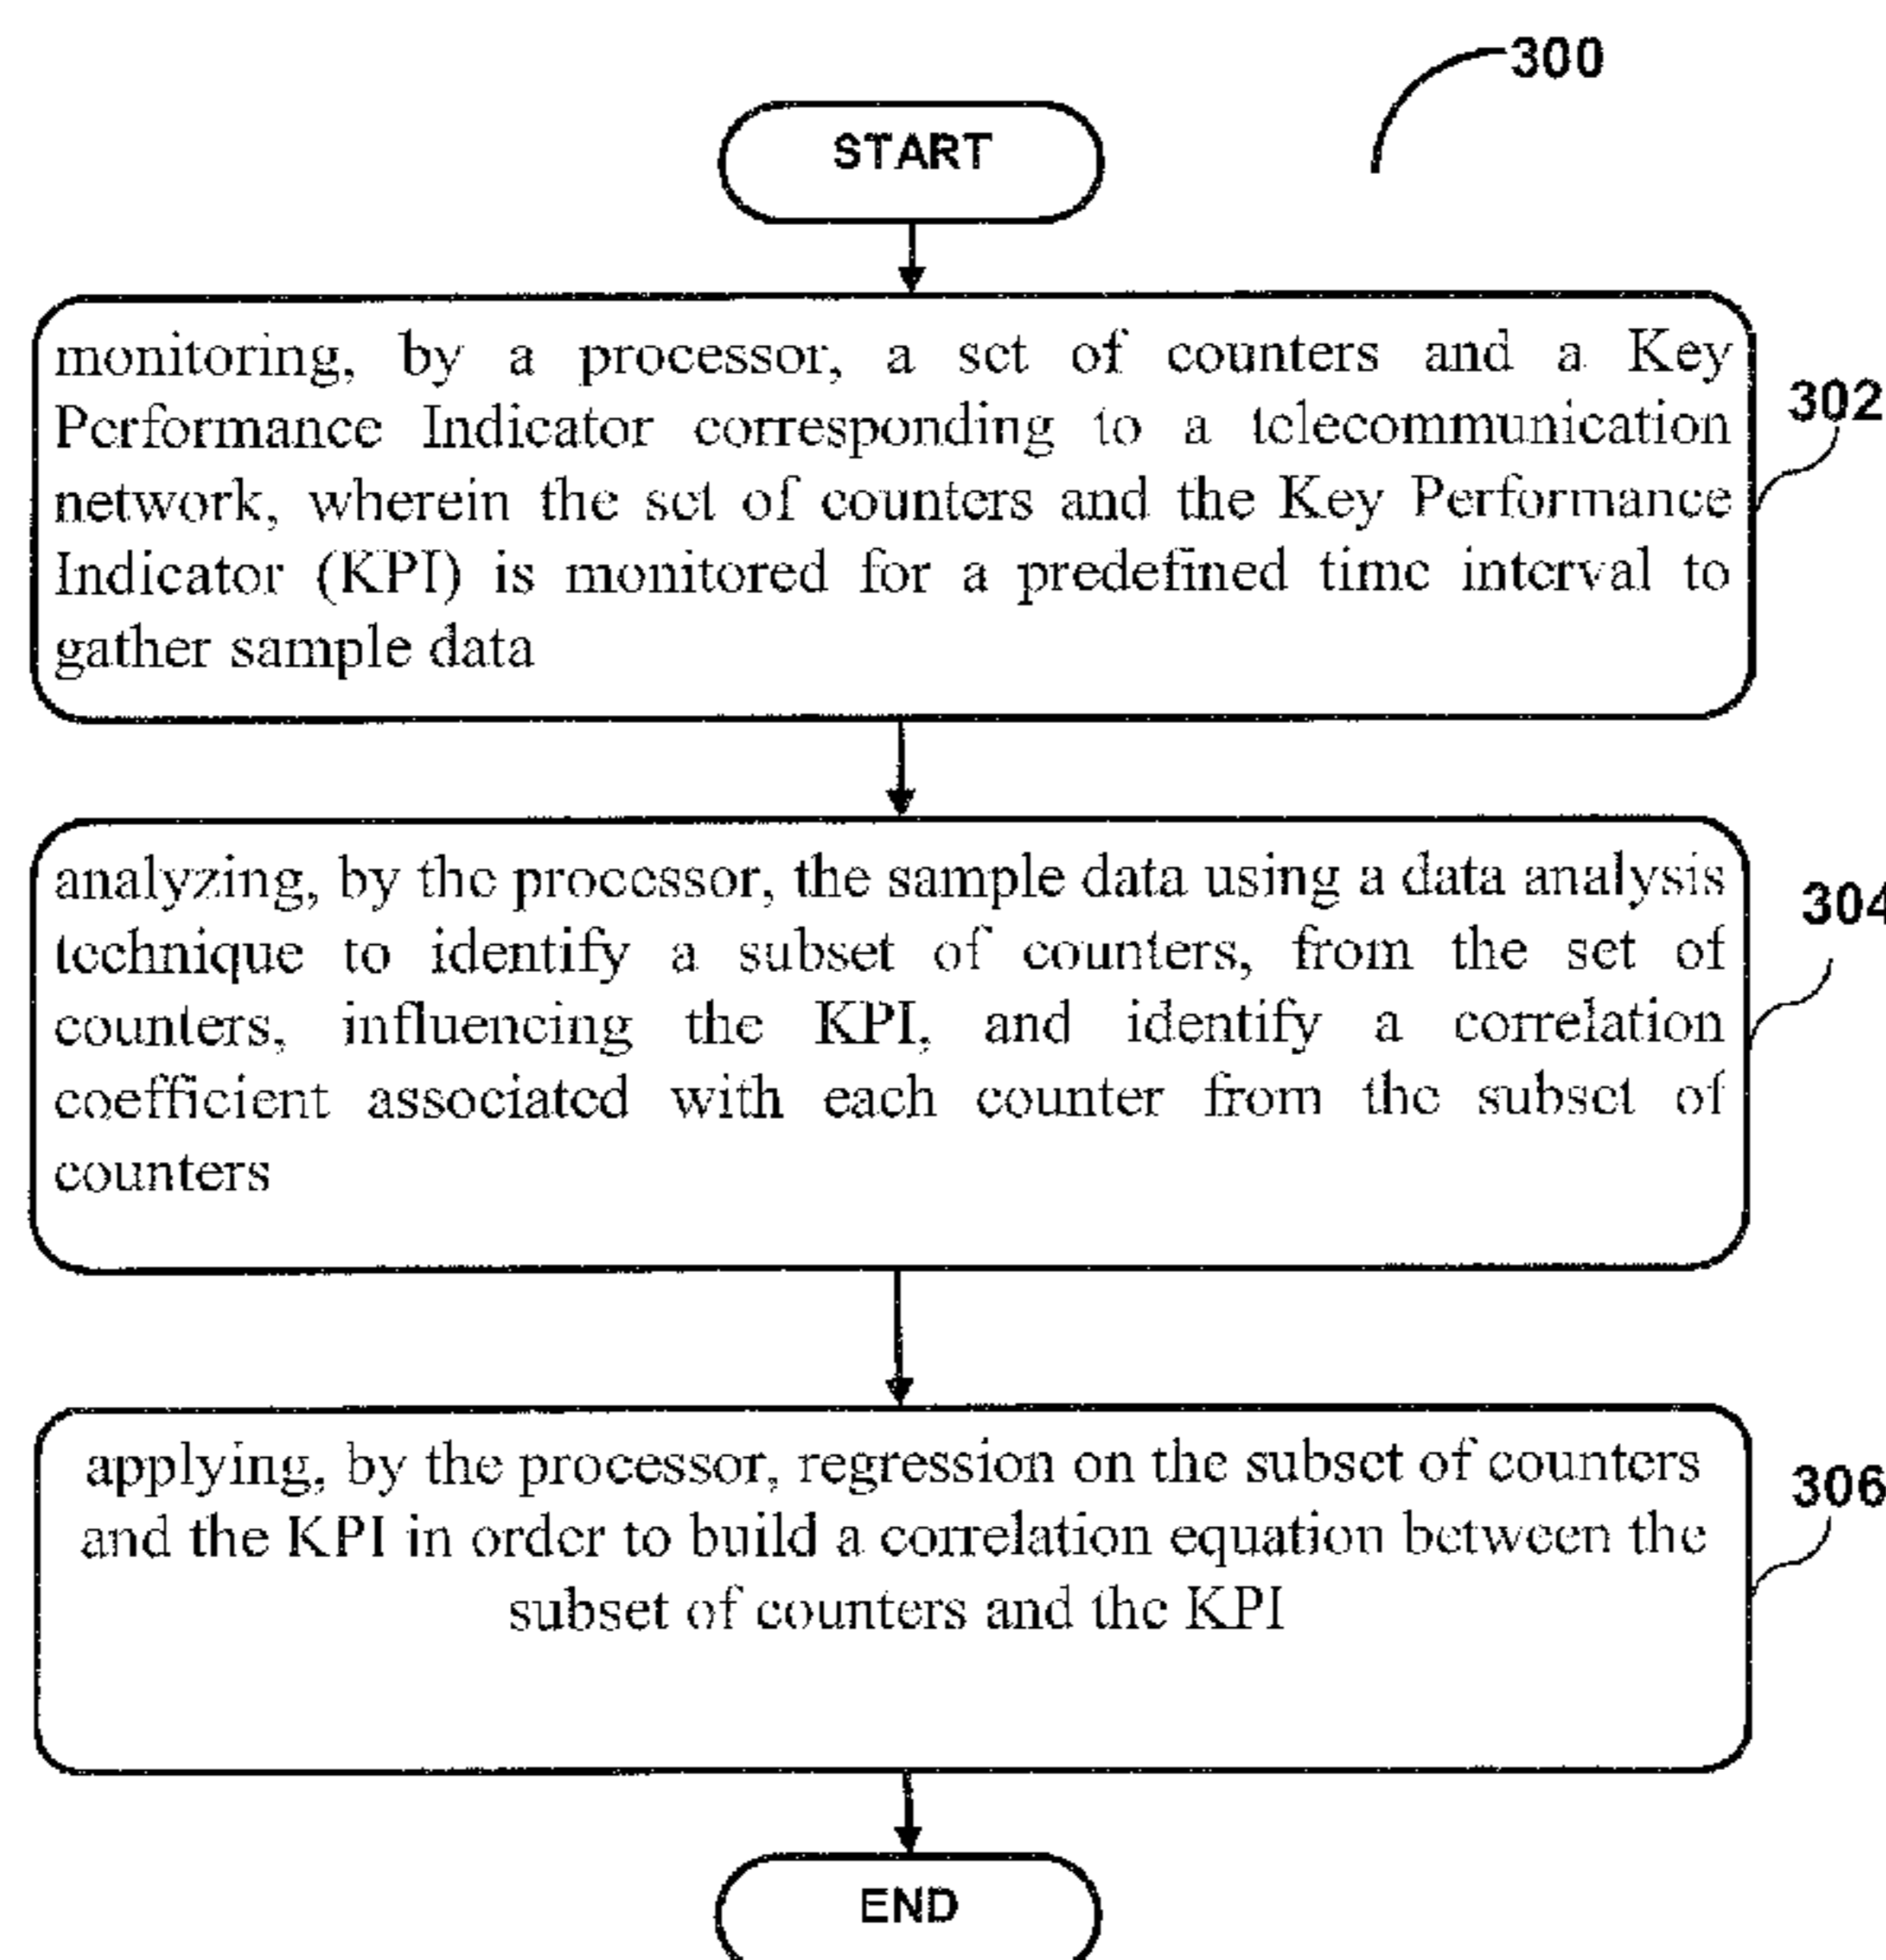 300
START
monitoring, by a processor, a set of counters and a Key
Performance Indicator corresponding to a telecommunication
network, wherein the set of counters and the Key Performance
Indicator (KPI) is monitored for a predefined time interval to
gather sample data
302
analyzing, by the processor, the sample data using a data analysis
technique to identify a subset of counters, from the set of
counters, influencing the KPI, and identify a correlation
coefficient associated with each counter from the subset of
counters
304
applying, by the processor, regression on the subset of counters
and the KPI in order to build a correlation equation between the
subset of counters and the KPI
306
END